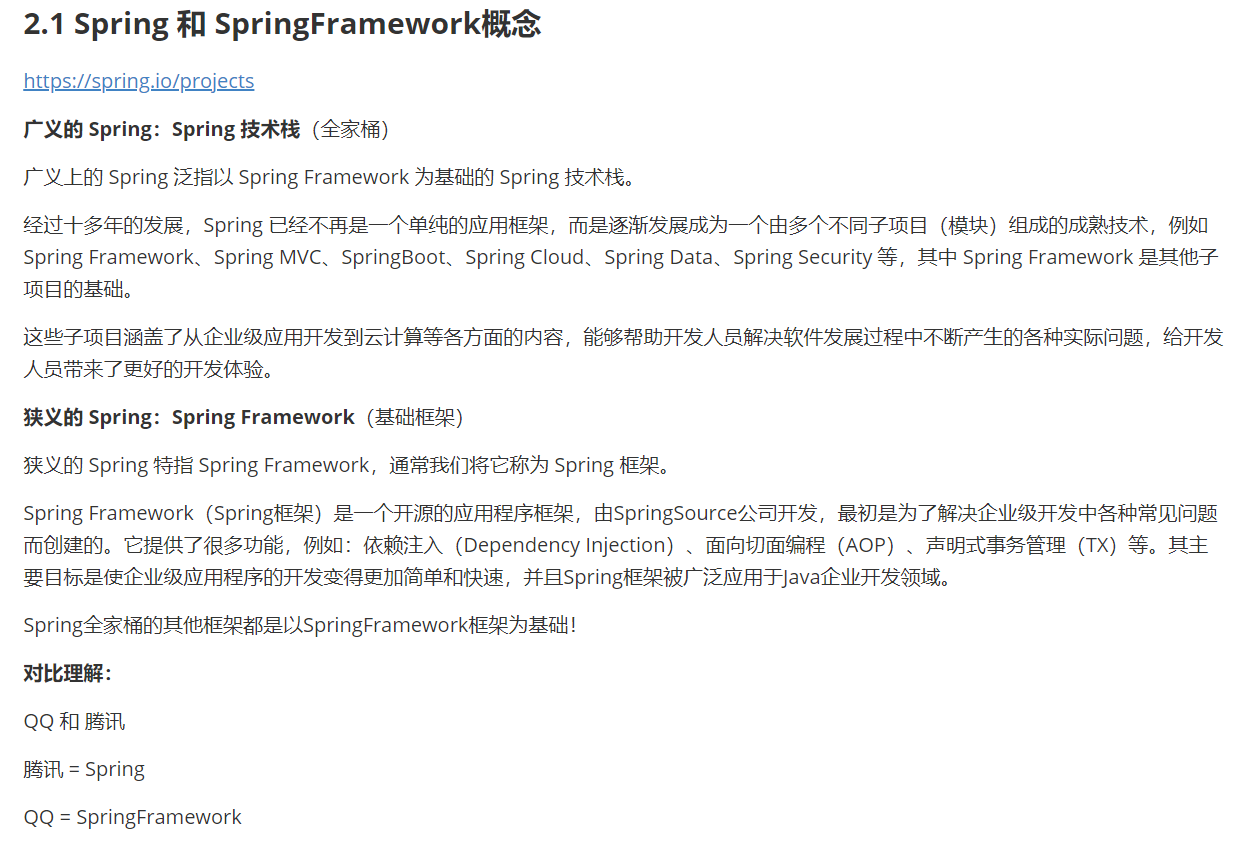 2.1 Spring 和 SpringFramework概念
https://spring.io/projects
广义的 Spring：Spring 技术栈（全家桶）
广义上的 Spring 泛指以 Spring Framework 为基础的 Spring 技术栈。
经过十多年的发展，Spring 已经不再是一个单纯的应用框架，而是逐渐发展成为一个由多个不同子项目（模块）组成的成熟技术，例如
Spring Framework、Spring MVC、SpringBoot、Spring Cloud、Spring Data、Spring Security 等，其中 Spring Framework 是其他子
项目的基础。
这些子项目涵盖了从企业级应用开发到云计算等各方面的内容，能够帮助开发人员解决软件发展过程中不断产生的各种实际问题，给开发
人员带来了更好的开发体验。
狭义的 Spring：Spring Framework（基础框架）
狭义的 Spring 特指 Spring Framework，通常我们将它称为 Spring 框架。
Spring Framework（Spring框架）是一个开源的应用程序框架，由SpringSource公司开发，最初是为了解决企业级开发中各种常见问题
而创建的。它提供了很多功能，例如：依赖注入（Dependency Injection）、面向切面编程（AOP）、声明式事务管理（TX）等。其主
要目标是使企业级应用程序的开发变得更加简单和快速，并且Spring框架被广泛应用于Java企业开发领域。
Spring全家桶的其他框架都是以SpringFramework框架为基础！
对比理解：
QQ 和 腾讯
腾讯 = Spring
QQ = SpringFramework